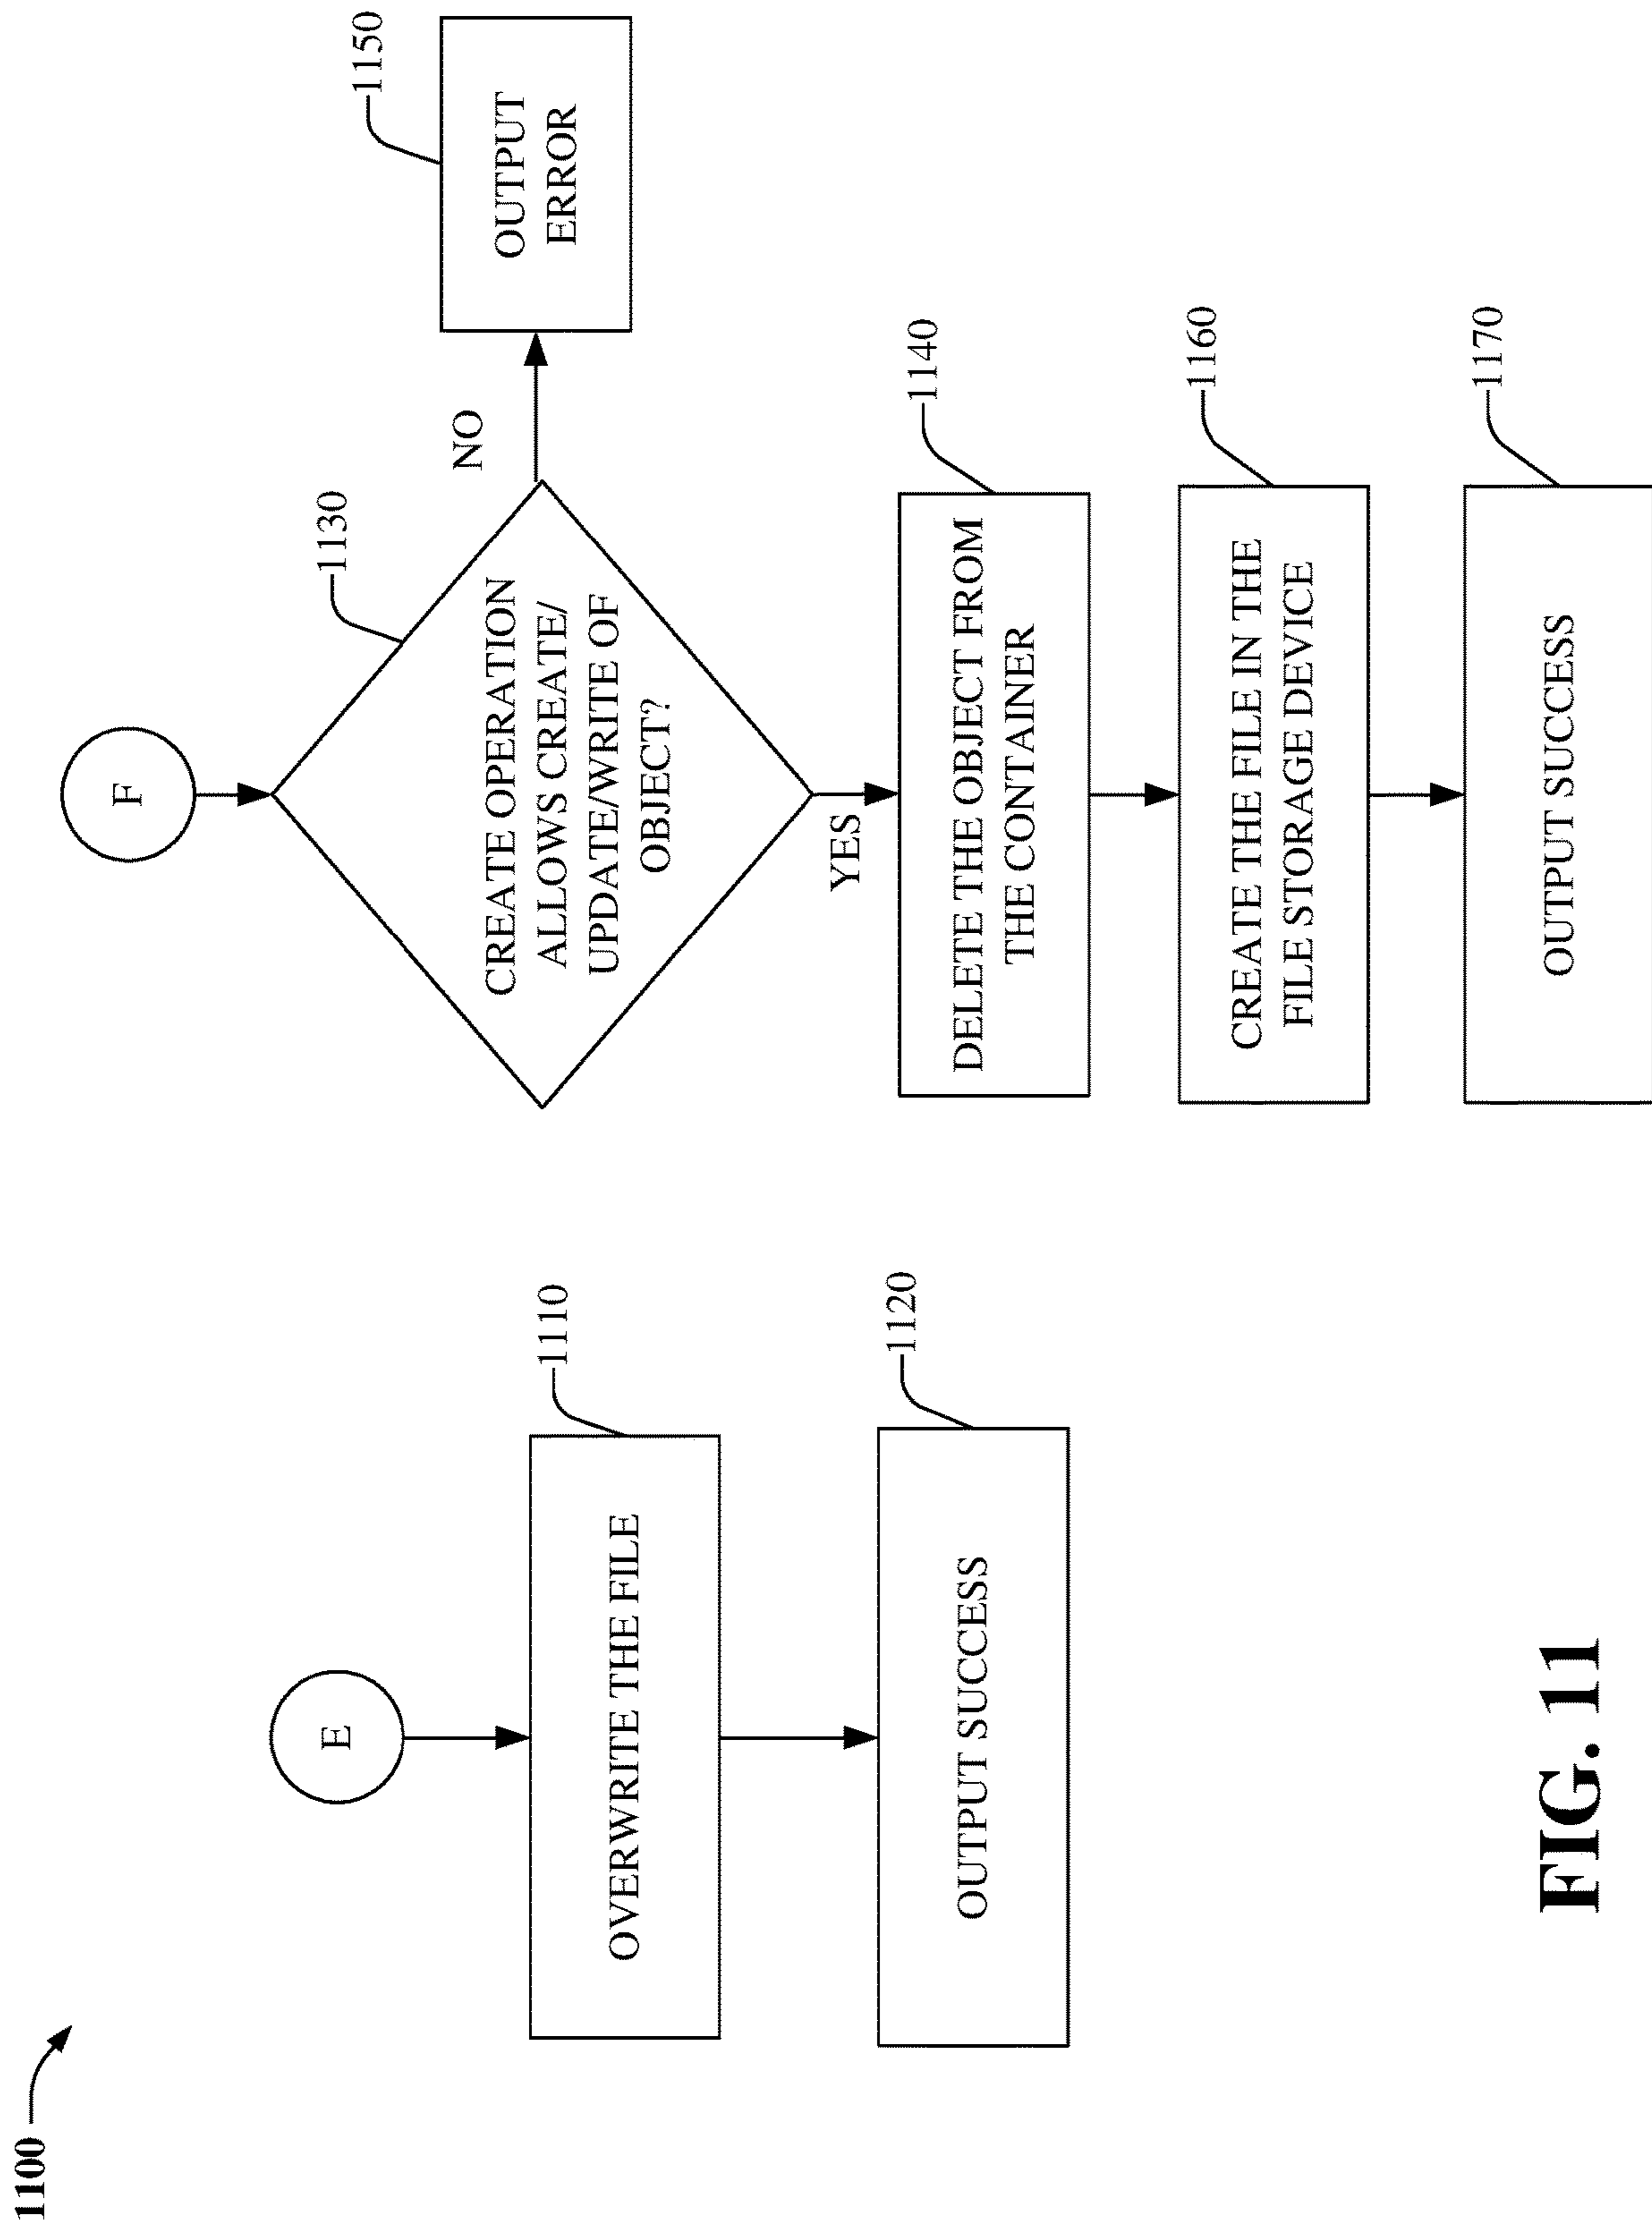 1100
E
OVERWRITE THE FILE
1110
OUTPUT SUCCESS
1120
F
CREATE OPERATION
ALLOWS CREATE/
UPDATE/WRITE OF
OBJECT?
1130
NO
OUTPUT
ERROR
1150
YES
DELETE THE OBJECT FROM
THE CONTAINER
1140
CREATE THE FILE IN THE
FILE STORAGE DEVICE
1160
OUTPUT SUCCESS
1170
FIG. 11